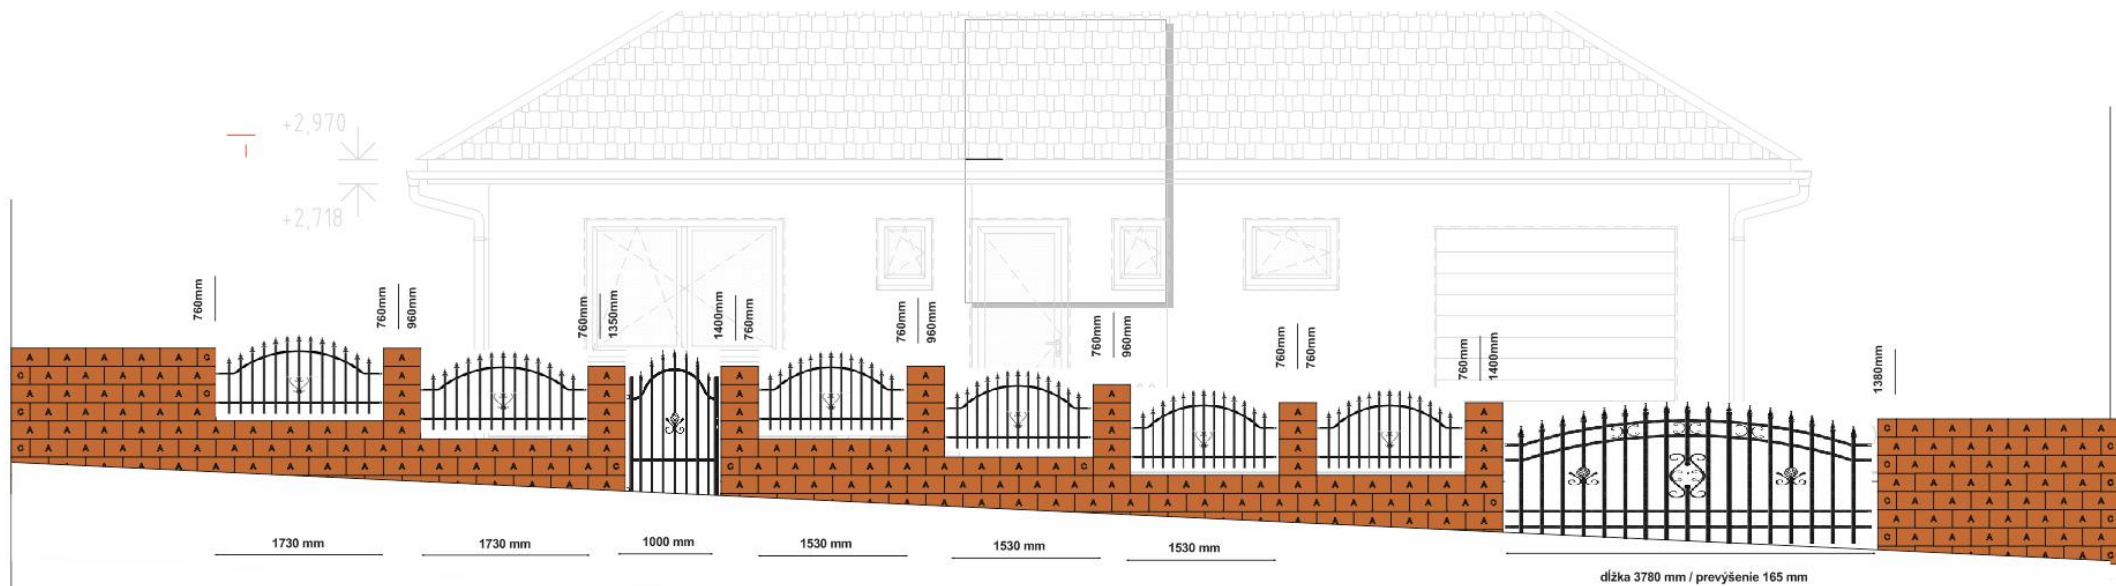 +2,970
+2,718
760mm
760mm
960mm
760mm
1350mm
1400mm
760mm
760mm
960mm
760mm
960mm
760mm
760mm
760mm
1400mm
1380mm
A A A A A C A A A A A A
C A A A A A
1730 mm
1730 mm
1000 mm
1530 mm
1530 mm
1530 mm
dĺžka 3780 mm / prevýšenie 165 mm